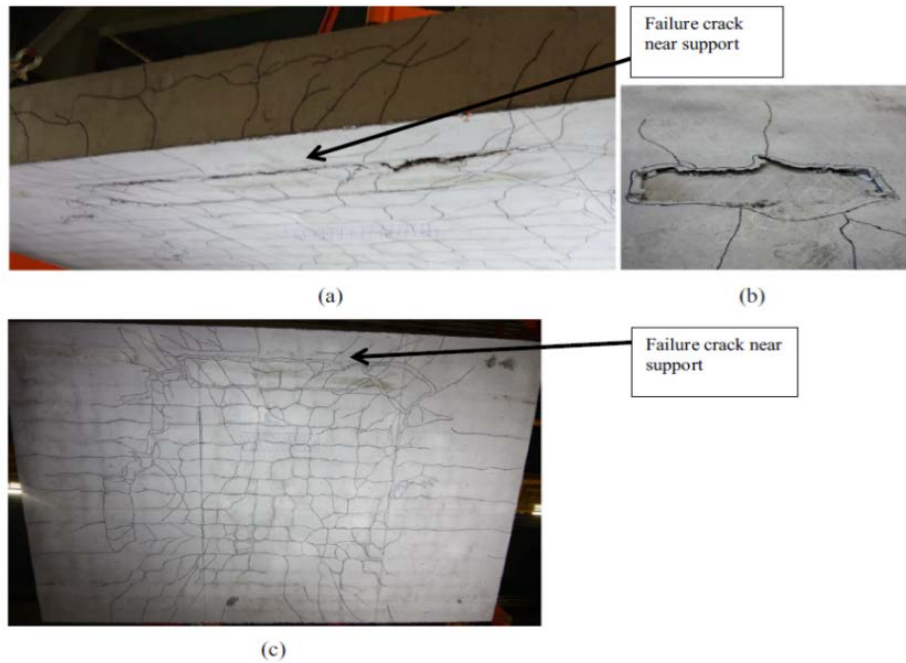 Failure crack
near support
(a)
(b)
Failure crack near
support
(c)